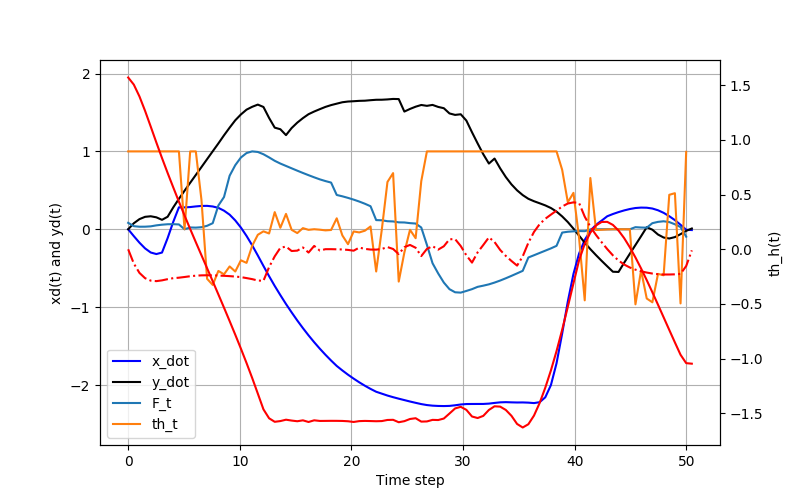 2
1
0
−1
−2
xd(t) and yd(t)
1.5
1.0
0.5
0.0
−0.5
−1.0
−1.5
th_h(t)
x_dot
y_dot
F_t
th_t
0 10 20 30 40 50
Time step